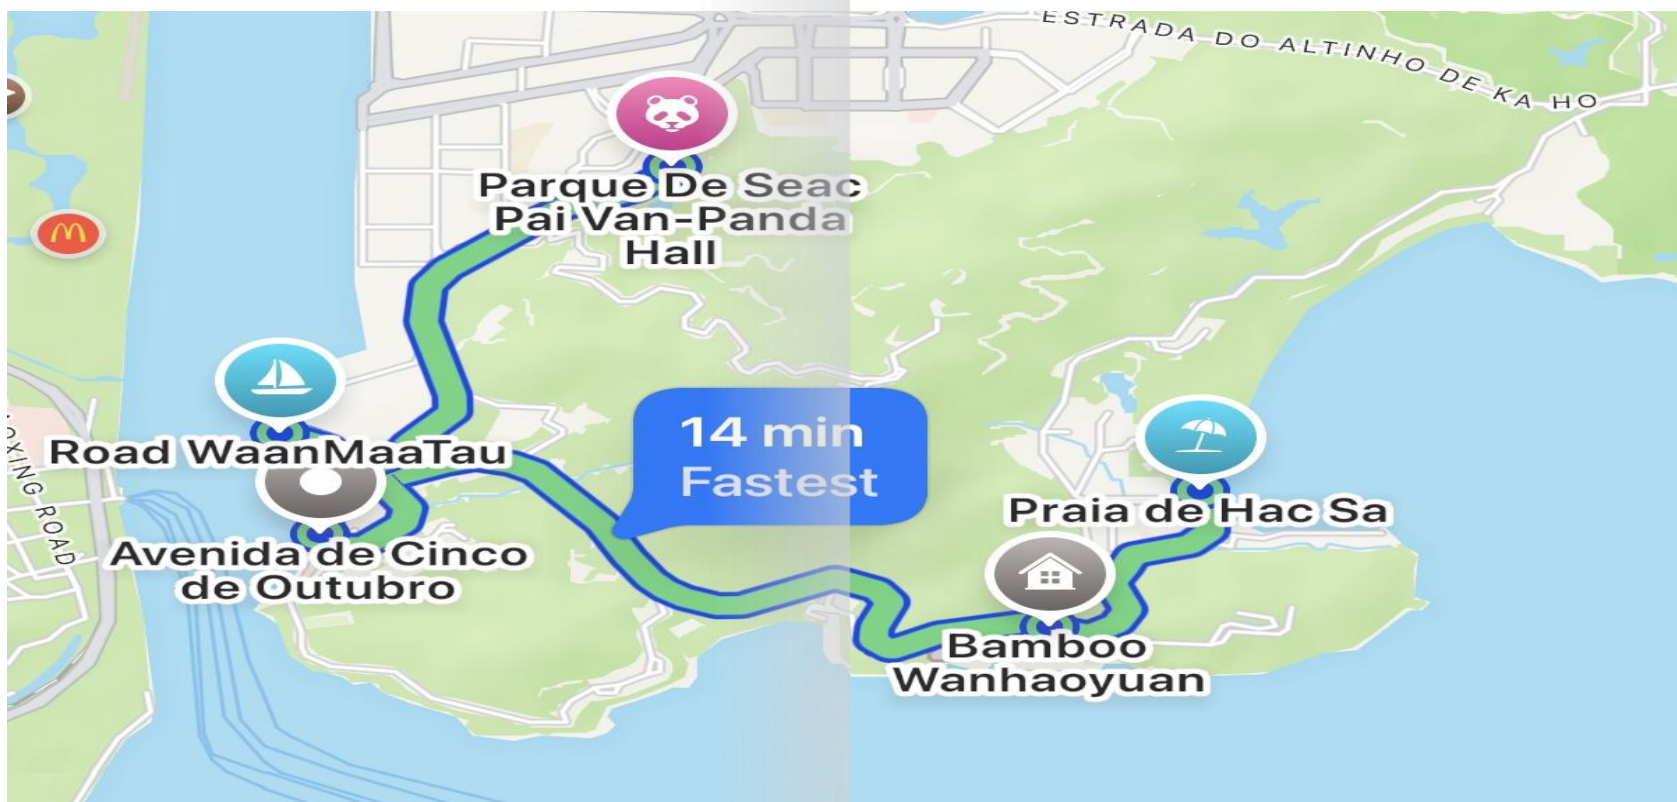 ESTRADA DO ALTINHO DE KA HO
Parque De Seac
Pai Van-Panda
Hall
14 min
Fastest
Road WaanMaaTau
Praia de Hac Sa
Avenida de Cinco
de Outubro
Bamboo
Wanhaoyuan
ROAD